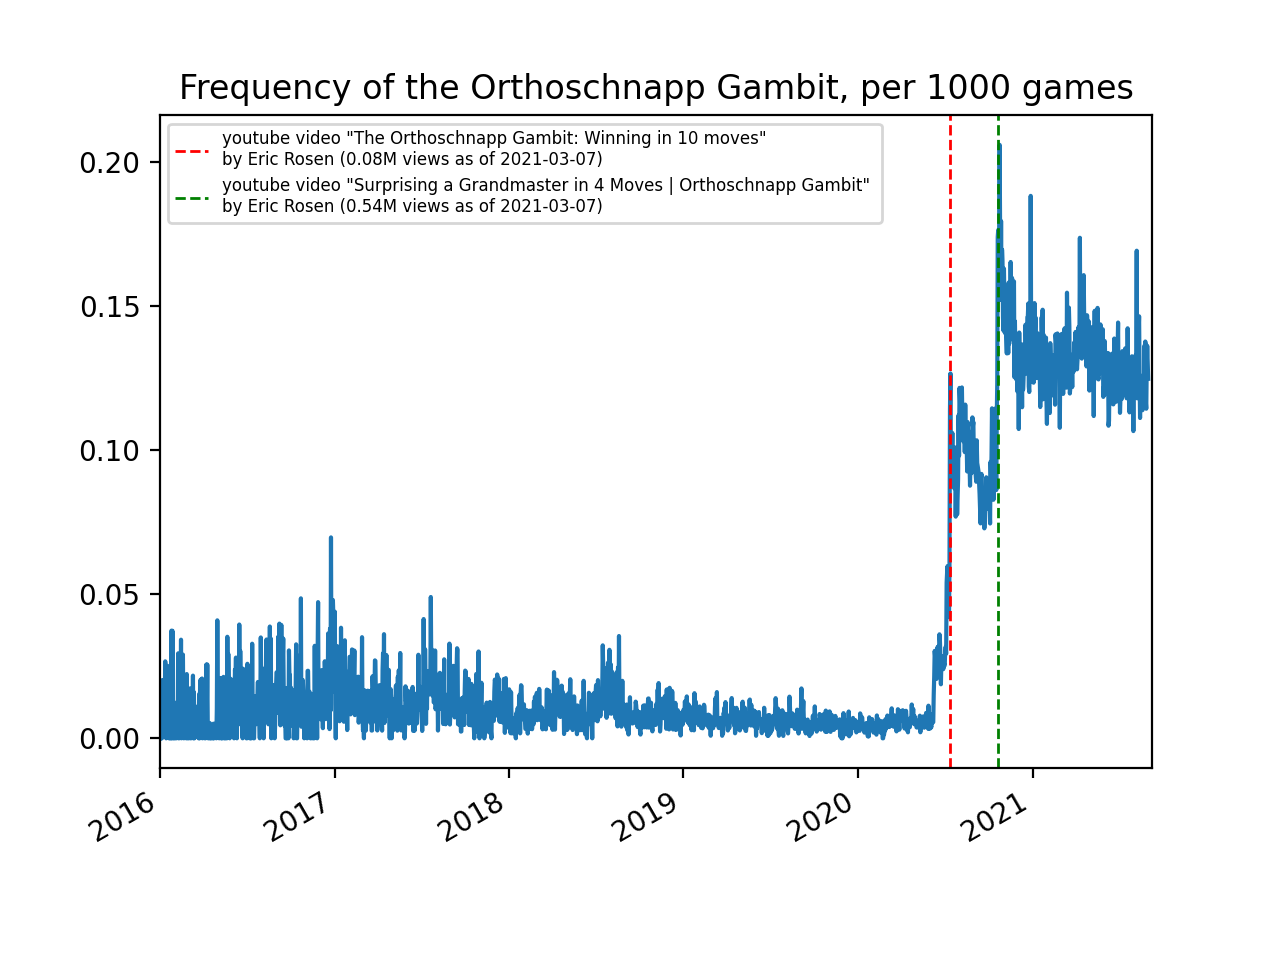 Frequency of the Orthoschnapp Gambit, per 1000 games
youtube video "The Orthoschnapp Gambit: Winning in 10 moves"
by Eric Rosen (0.08M views as of 2021-03-07)
youtube video "Surprising a Grandmaster in 4 Moves | Orthoschnapp Gambit"
by Eric Rosen (0.54M views as of 2021-03-07)
0.20
0.15
0.10
0.05
0.00
2016
2017
2018
2019
2020
2021